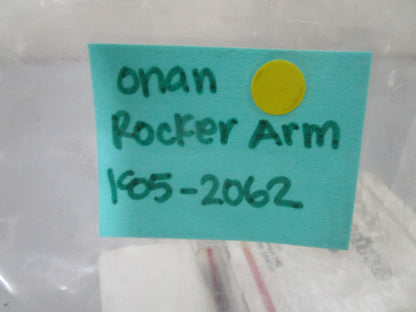 onan
Rocker Arm
105-2062